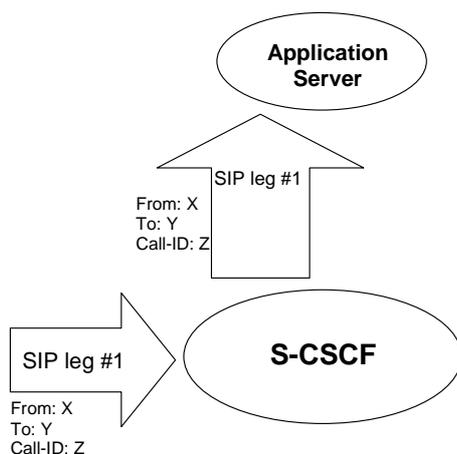 Application
Server
SIP leg #1
From: X
To: Y
Call-ID: Z
S-CSCF
SIP leg #1
From: X
To: Y
Call-ID: Z